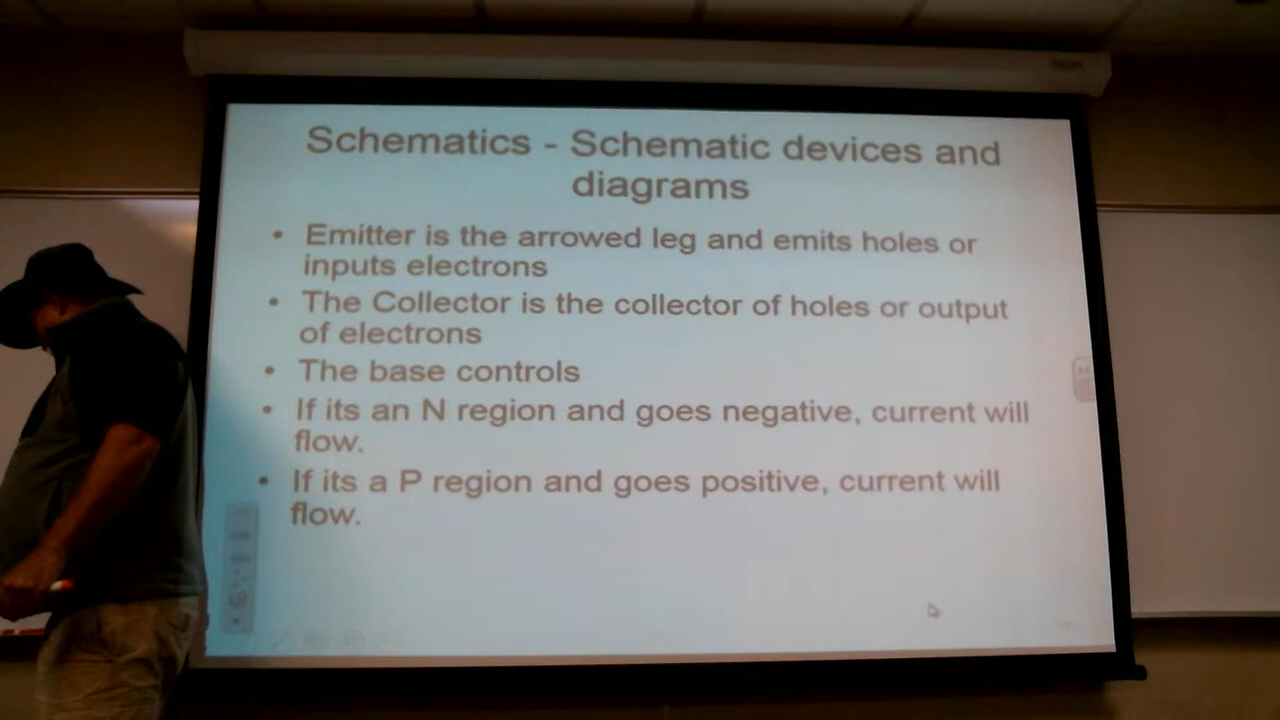 Schematics - Schematic devices and
diagrams
• Emitter is the arrowed leg and emits holes or
inputs electrons
• The Collector is the collector of holes or output
of electrons
• The base controls
• If its an N region and goes negative, current will
flow.
• If its a P region and goes positive, current will
flow.